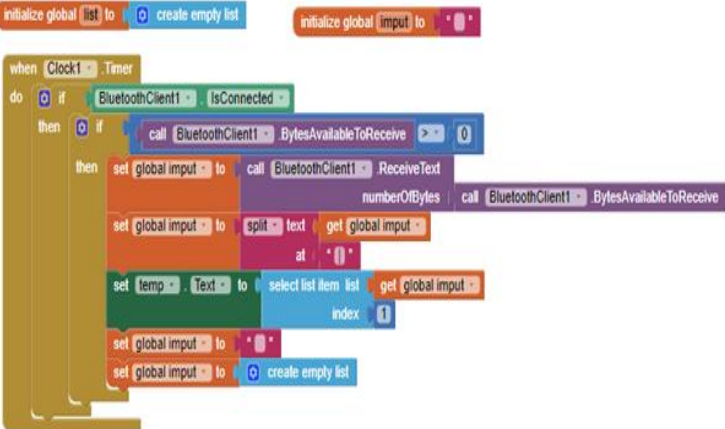 initialize global list to create empty list
initialize global imput to " "
when Clock1 .Timer
do if BluetoothClient1 . IsConnected
then if call BluetoothClient1 .BytesAvailableToReceive > 0
then set global imput to call BluetoothClient1 .ReceiveText
numberOfBytes call BluetoothClient1 .BytesAvailableToReceive
set global imput to split text get global imput
at " | "
set temp . Text to select list item list get global imput
index 1
set global imput to " "
set global imput to create empty list